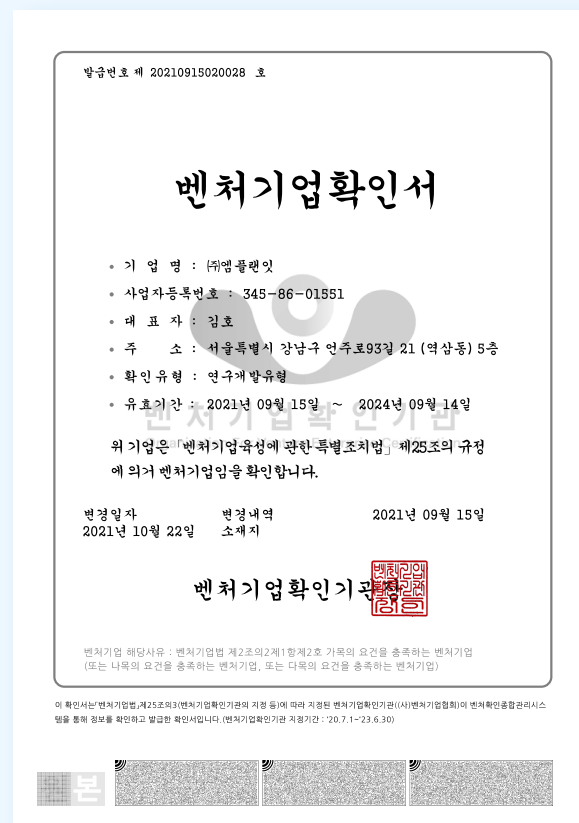 발급번호 제 20210915020028 호
벤처기업확인서
• 기 업 명 : ㈜엠플랜잇
• 사업자등록번호 : 345-86-01551
• 대 표 자 : 김호
• 주 소 : 서울특별시 강남구 언주로93길 21 (역삼동) 5층
• 확인유형 : 연구개발유형
• 유효기간 : 2021년 09월 15일 ~ 2024년 09월 14일
벤처기업확인기관
위 기업은 「벤처기업육성에 관한 특별조치법」 제25조의 규정
에 의거 벤처기업임을 확인합니다.
변경일자 변경내역 2021년 09월 15일
2021년 10월 22일 소재지
벤처기업확인기관장
벤처기업 해당사유 : 벤처기업법 제2조의2제1항제2호 가목의 요건을 충족하는 벤처기업
(또는 나목의 요건을 충족하는 벤처기업, 또는 다목의 요건을 충족하는 벤처기업)
이 확인서는「벤처기업법」제25조의3(벤처기업확인기관의 지정 등)에 따라 지정된 벤처기업확인기관((사)벤처기업협회)이 벤처확인종합관리시스
템을 통해 정보를 확인하고 발급한 확인서입니다.(벤처기업확인기관 지정기간 : '20.7.1~'23.6.30)
본